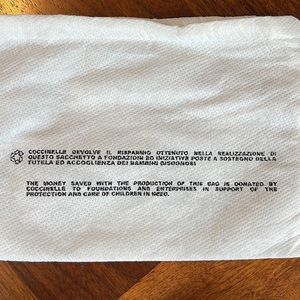 COCCINELLE DEVOLVE IL RISPARMIO OTTENUTO NELLA REALIZZAZIONE DI
QUESTO SACCHETTO A FONDAZIONI ED INIZIATIVE POSTE A SOSTEGNO DELLA
TUTELA ED ACCOGLIENZA DEI BAMBINI BISOGNOSI
THE MONEY SAVED WITH THE PRODUCTION OF THIS BAG IS DONATED BY
COCCINELLE TO FOUNDATIONS AND ENTERPRISES IN SUPPORT OF THE
PROTECTION AND CARE OF CHILDREN IN NEED.